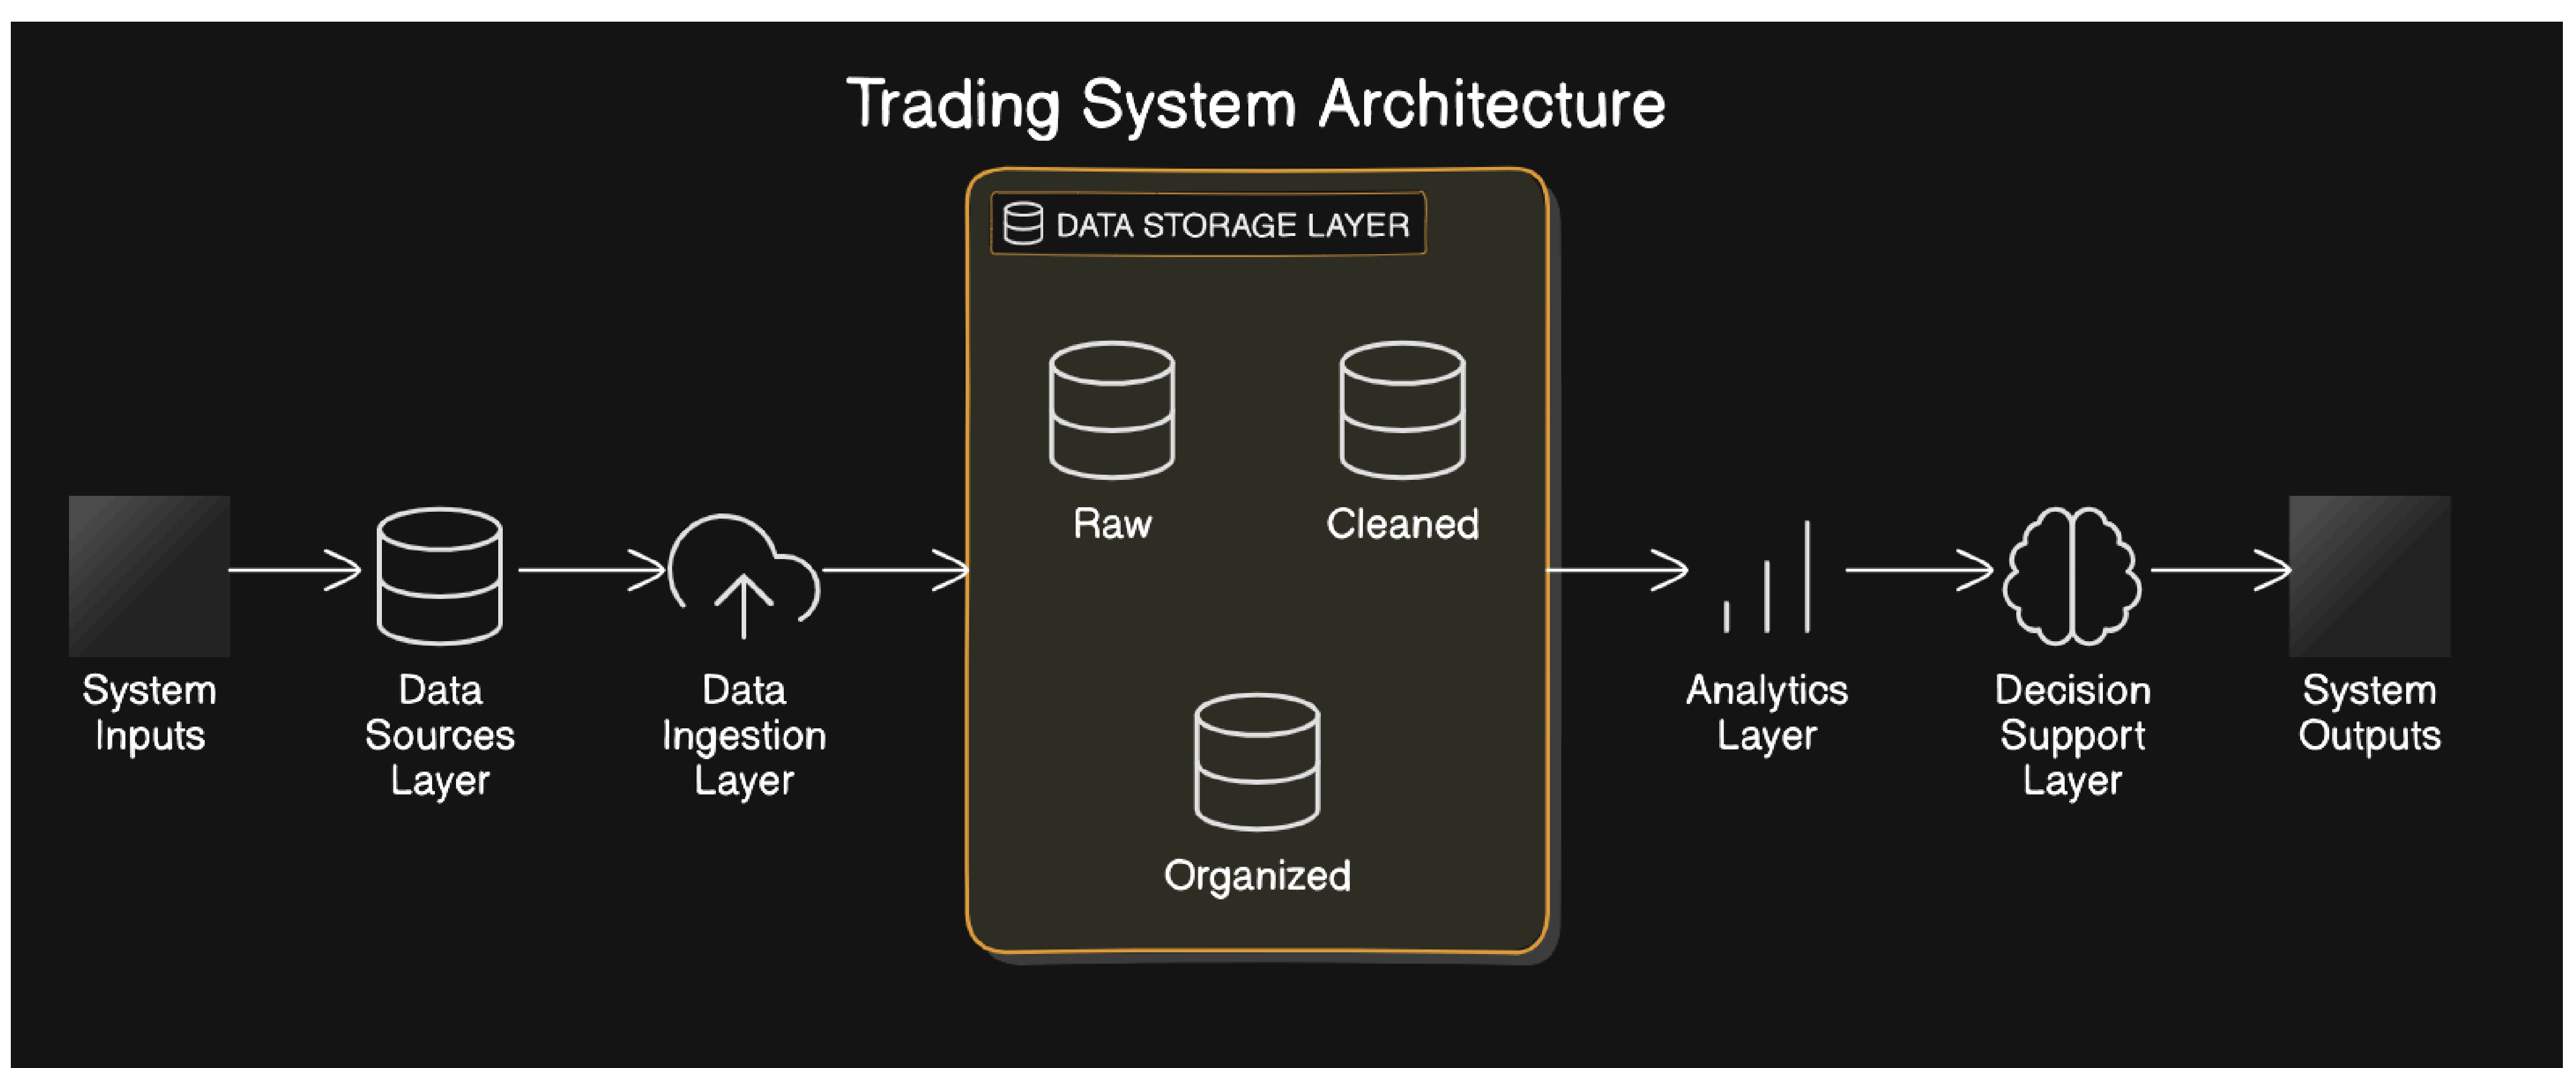 Trading System Architecture
DATA STORAGE LAYER
Raw
Cleaned
Organized
System
Inputs
Data
Sources
Layer
Data
Ingestion
Layer
Analytics
Layer
Decision
Support
Layer
System
Outputs